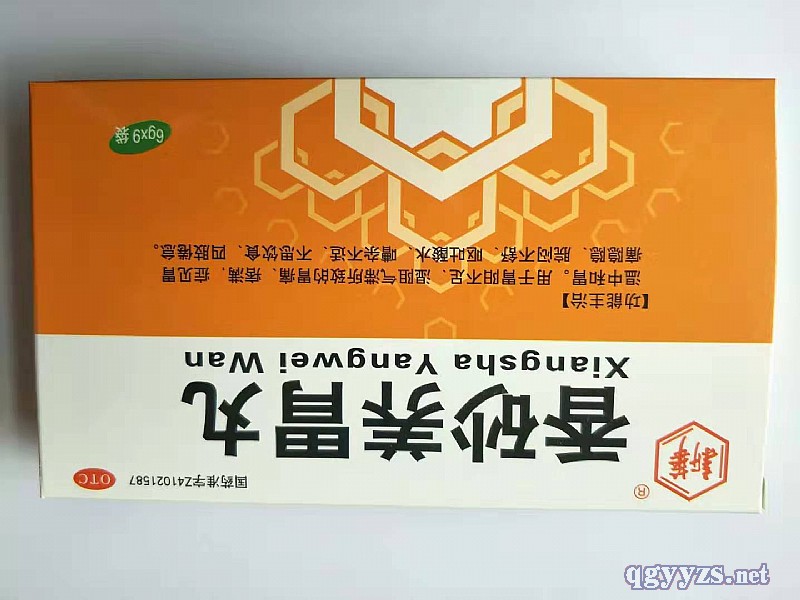 国药准字Z41021587
OTC
新華
®
香砂养胃丸
Xiangsha Yangwei Wan
【功能主治】
温中和胃。用于胃阳不足、湿阻气滞所致的胃痛、痞满,症见胃
痛隐隐、脘闷不舒、呕吐酸水、嘈杂不适、不思饮食、四肢倦怠。
6gx9 袋
qgyyzs.net